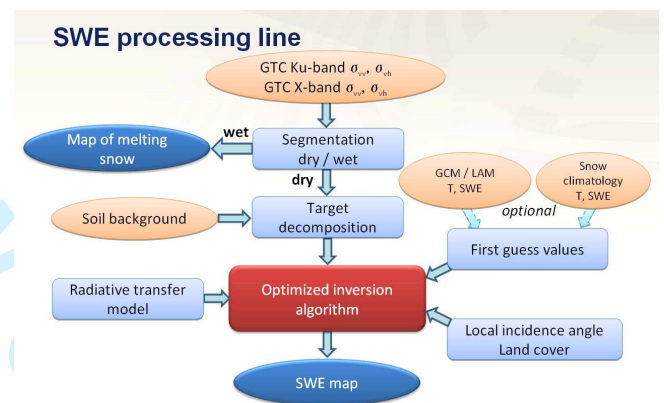 SWE processing line
GTC Ku-band σvv, σvh
GTC X-band σvv, σvh
wet
Map of melting
snow
Segmentation
dry / wet
dry
GCM / LAM
T, SWE
Snow
climatology
T, SWE
optional
Soil background
Target
decomposition
First guess values
Radiative transfer
model
Optimized inversion
algorithm
Local incidence angle
Land cover
SWE map